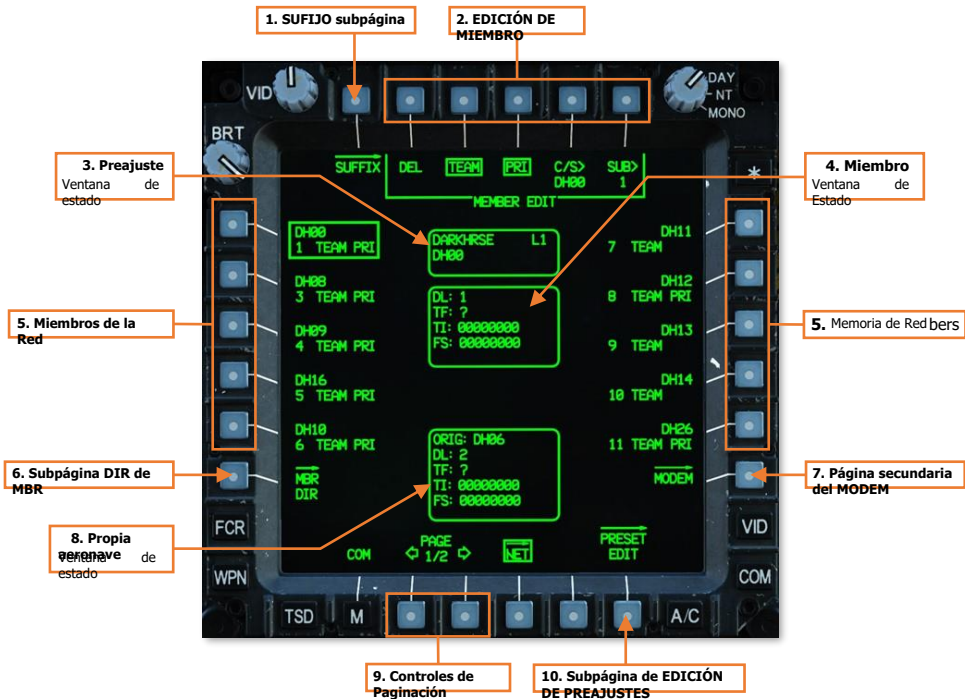 1. SUFIJO subpágina
2. EDICIÓN DE
MIEMBRO
VID
DAY
NT
MONO
BRT
3. Preajuste
Ventana de
estado
SUFFIX
DEL TEAM PRI C/S> SUB>
DH00 1
MEMBER EDIT
4. Miembro
Ventana de
Estado
*
DH00
1 TEAM PRI
DARKHRSE L1
DH00
DH11
7 TEAM
DH08
3 TEAM PRI
DL: 1
TF: ?
TI: 00000000
FS: 00000000
DH12
8 TEAM PRI
5. Miembros de la
Red
DH09
4 TEAM PRI
DH13
9 TEAM
5. Memoria de Red bers
DH16
5 TEAM PRI
DH14
10 TEAM
DH10
6 TEAM PRI
ORIG: DH06
DL: 2
TF: ?
TI: 00000000
FS: 00000000
DH26
11 TEAM PRI
6. Subpágina DIR de
MBR
MBR
DIR
MODEM
7. Página secundaria
del MODEM
FCR
8. Propia
aeronave
Ventana de
estado
VID
COM
PAGE
1/2
NET
PRESET
EDIT
WPN
COM
TSD M A/C
9. Controles de
Paginación
10. Subpágina de EDICIÓN
DE PREAJUSTES